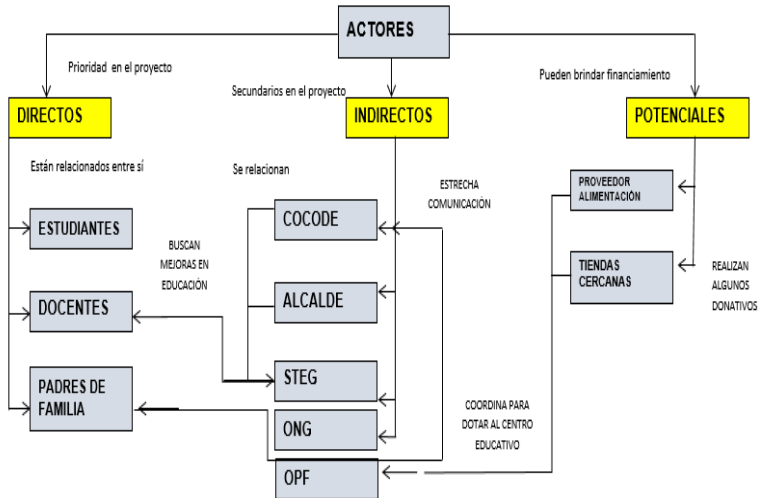 ACTORES
Prioridad en el proyecto
Secundarios en el proyecto
Pueden brindar financiamiento
DIRECTOS
INDIRECTOS
POTENCIALES
Están relacionados entre sí
Se relacionan
ESTRECHA
COMUNICACIÓN
PROVEEDOR
ALIMENTACIÓN
ESTUDIANTES
COCODE
BUSCAN
MEJORAS EN
EDUCACIÓN
TIENDAS
CERCANAS
REALIZAN
ALGUNOS
DONATIVOS
DOCENTES
ALCALDE
PADRES DE
FAMILIA
STEG
COORDINA PARA
DOTAR AL CENTRO
EDUCATIVO
ONG
OPF